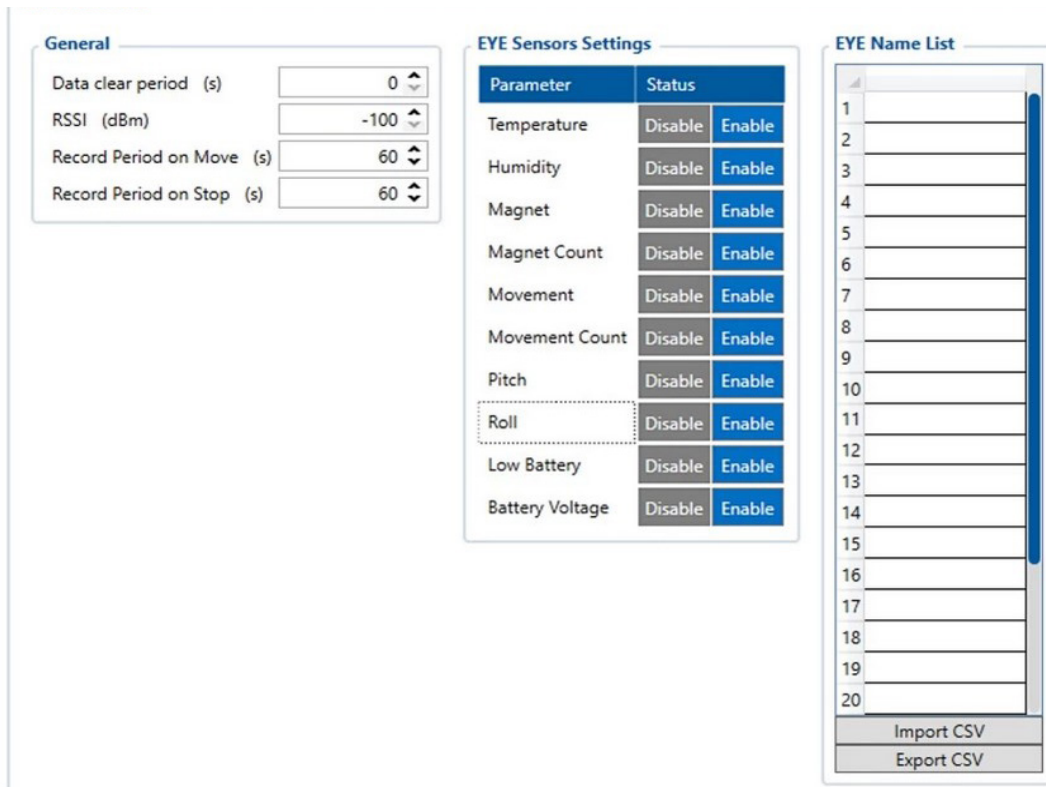 General
Data clear period (s) 0
RSSI (dBm) -100
Record Period on Move (s) 60
Record Period on Stop (s) 60
EYE Sensors Settings
Parameter Status
Temperature Disable Enable
Humidity Disable Enable
Magnet Disable Enable
Magnet Count Disable Enable
Movement Disable Enable
Movement Count Disable Enable
Pitch Disable Enable
Roll Disable Enable
Low Battery Disable Enable
Battery Voltage Disable Enable
EYE Name List
1
2
3
4
5
6
7
8
9
10
11
12
13
14
15
16
17
18
19
20
Import CSV
Export CSV